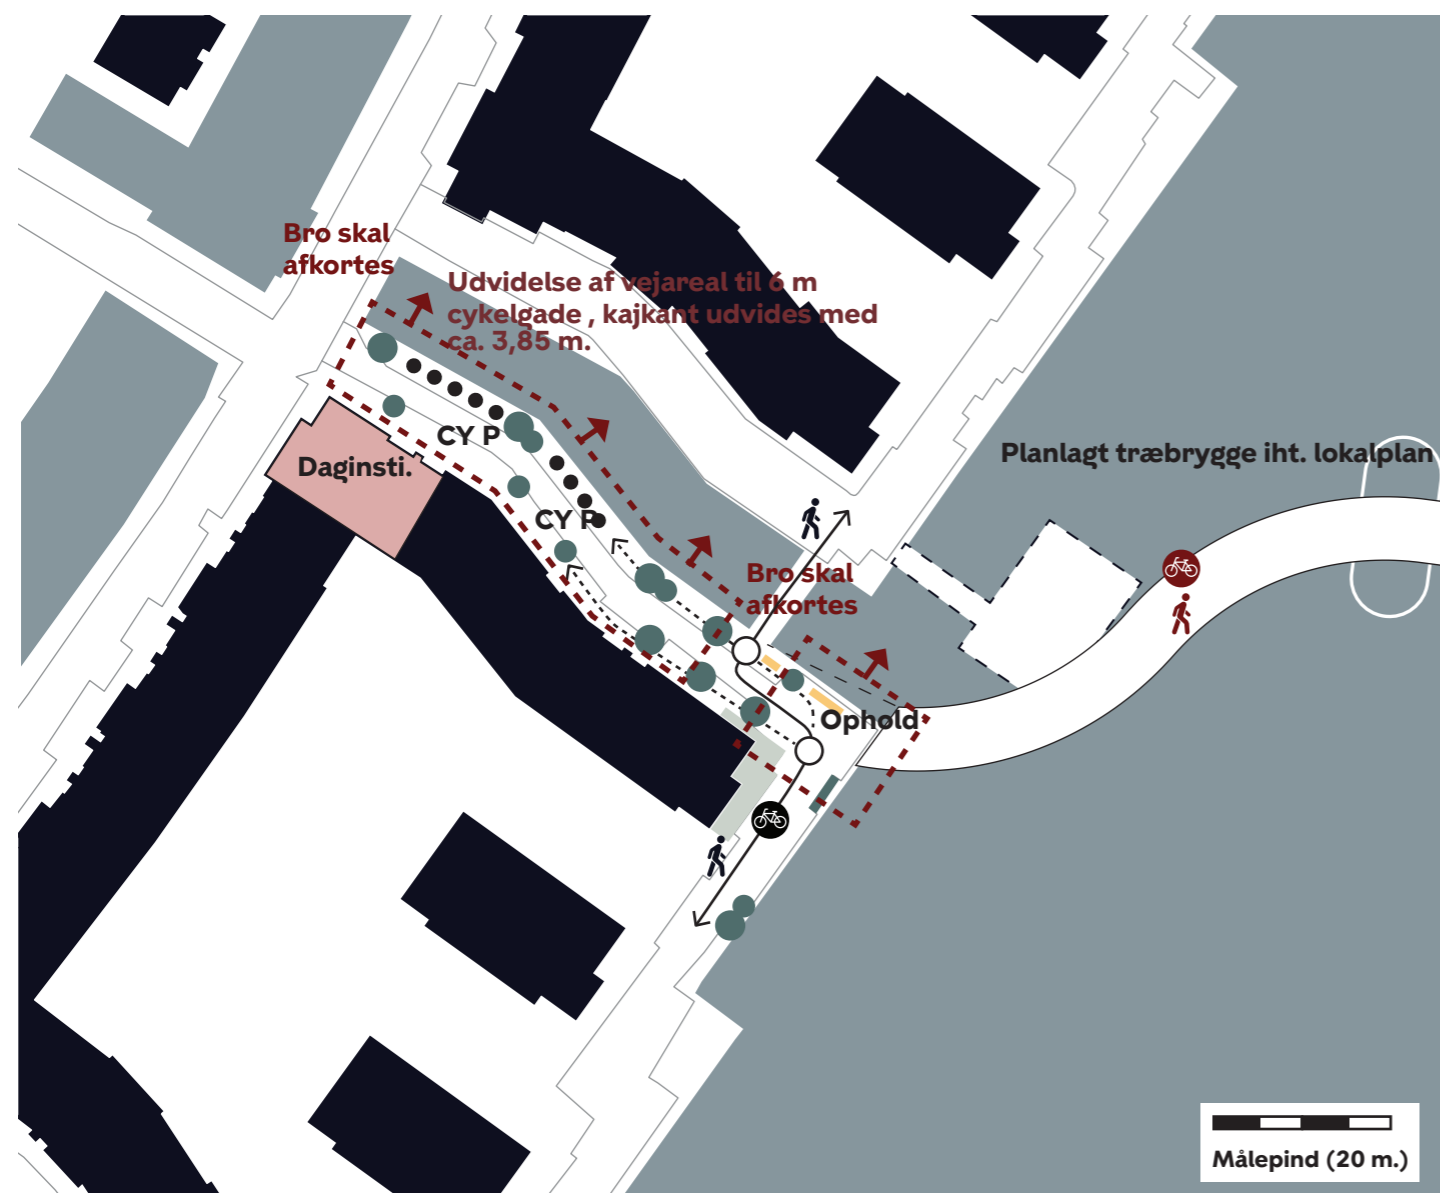 Bro skal
afkortes
Udvidelse af vejareal til 6 m
cykelgade , kajkant udvides med
ca. 3,85 m.
CY P
Daginsti.
Planlagt træbrygge iht. lokalplan
CY P
Bro skal
afkortes
Ophold
Målepind (20 m.)